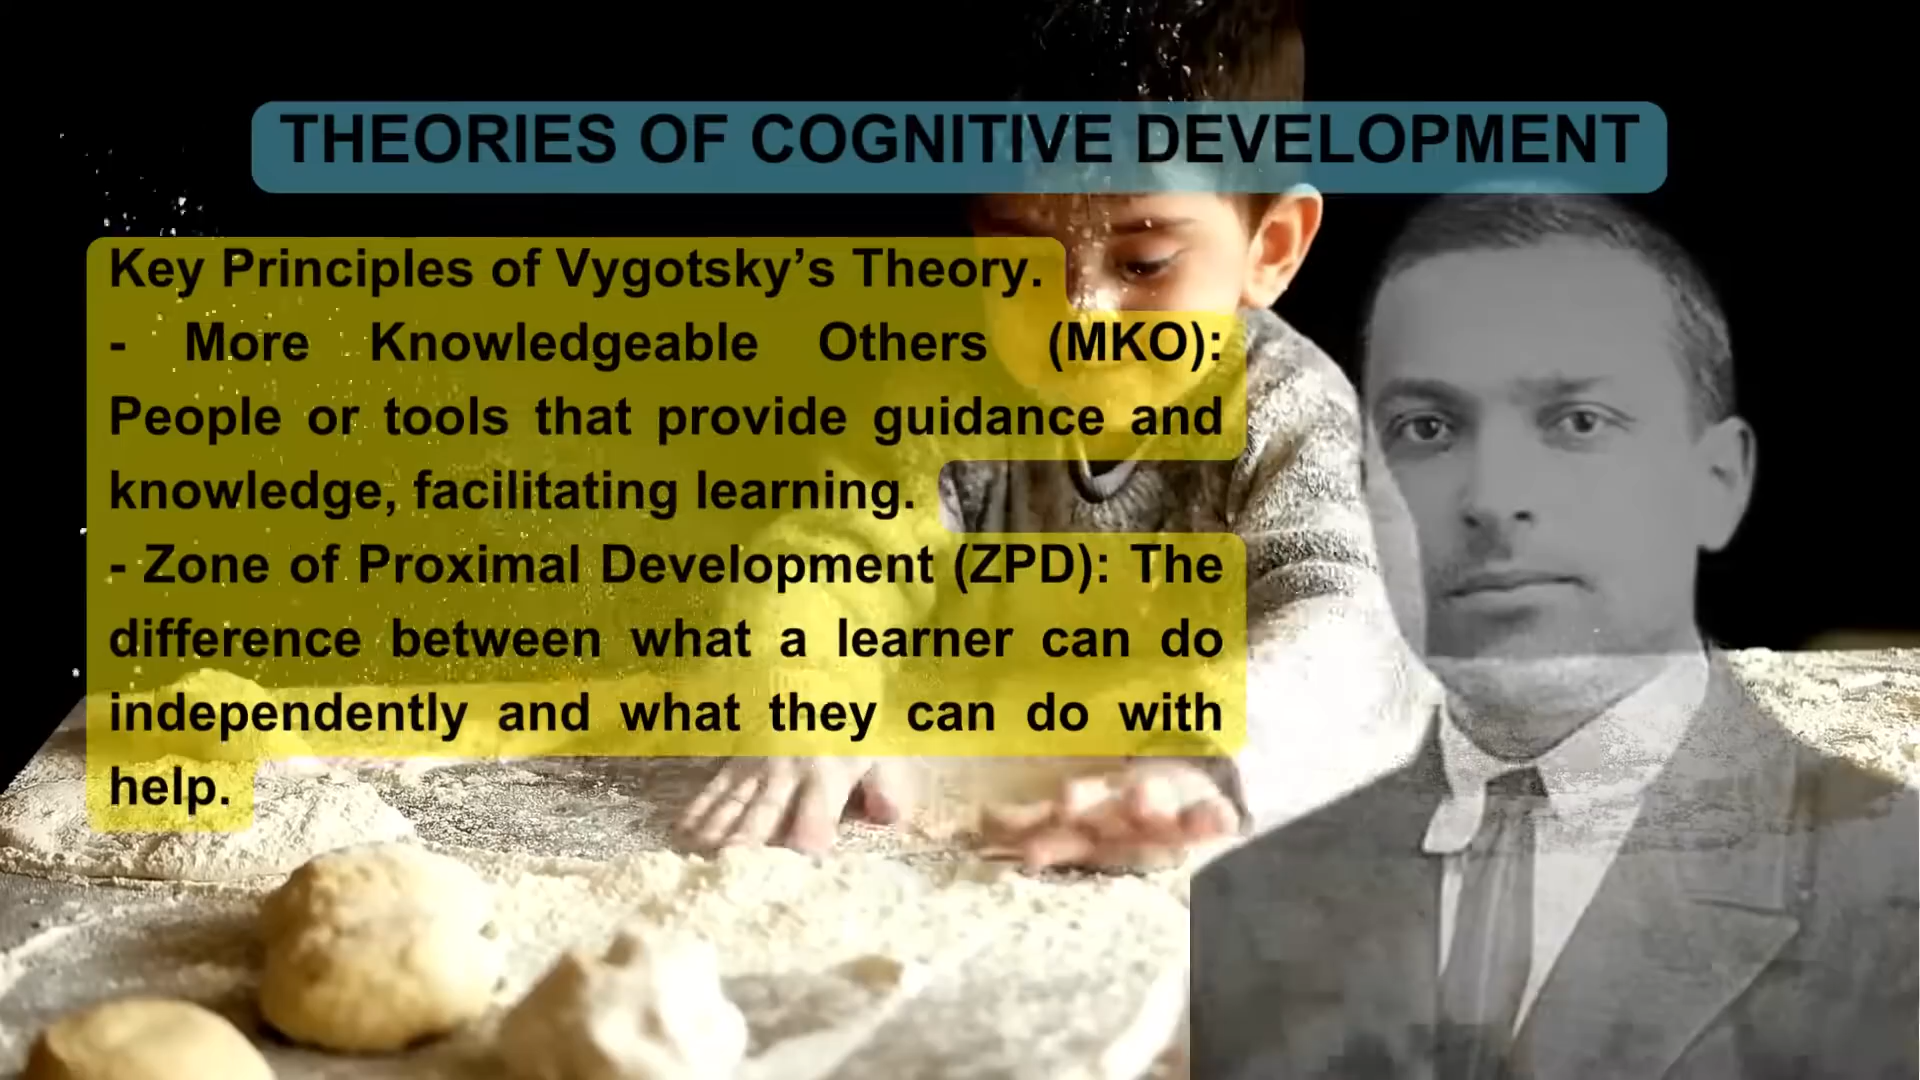 THEORIES OF COGNITIVE DEVELOPMENT
Key Principles of Vygotsky’s Theory.
- More Knowledgeable Others (MKO):
People or tools that provide guidance and
knowledge, facilitating learning.
- Zone of Proximal Development (ZPD): The
difference between what a learner can do
independently and what they can do with
help.